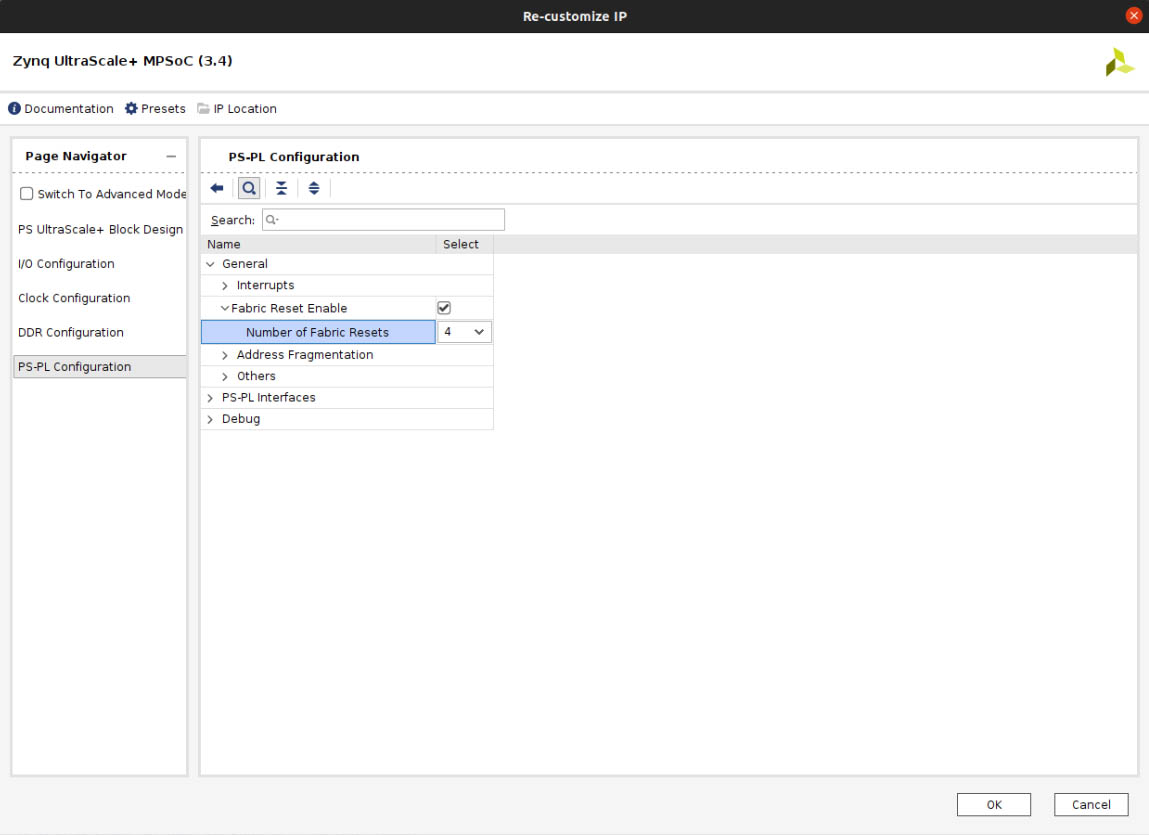 Re-customize IP
Zynq UltraScale+ MPSoC (3.4)
Documentation Presets IP Location
Page Navigator
Switch To Advanced Mode
PS UltraScale+ Block Design
I/O Configuration
Clock Configuration
DDR Configuration
PS-PL Configuration
PS-PL Configuration
Search:
Name Select
General
Interrupts
Fabric Reset Enable
Number of Fabric Resets 4
Address Fragmentation
Others
PS-PL Interfaces
Debug
OK Cancel